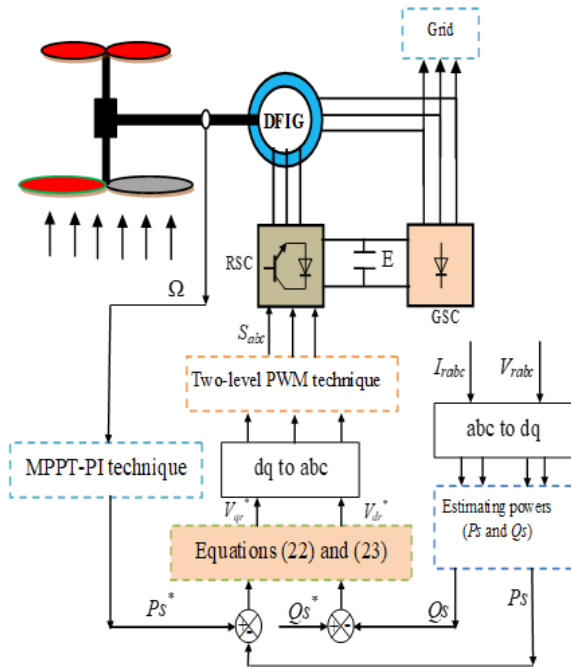 Grid
DFIG
RSC
E
GSC
Ω
S_abc
I_rabc
V_rabc
Two-level PWM technique
abc to dq
MPPT-PI technique
dq to abc
V_qr*
V_dr*
Estimating powers
(Ps and Qs)
Equations (22) and (23)
Ps*
Qs*
Qs
Ps